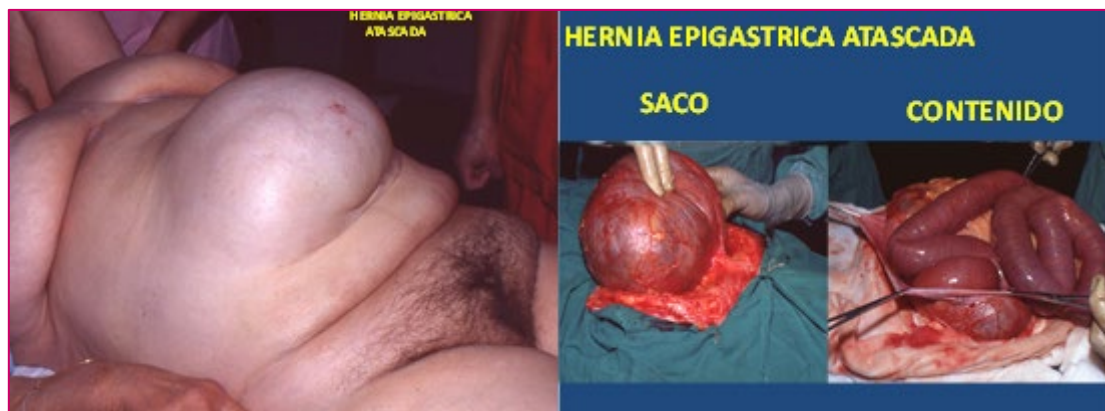 HERNIA EPIGASTRICA
ATASCADA
HERNIA EPIGASTRICA ATASCADA
SACO
CONTENIDO